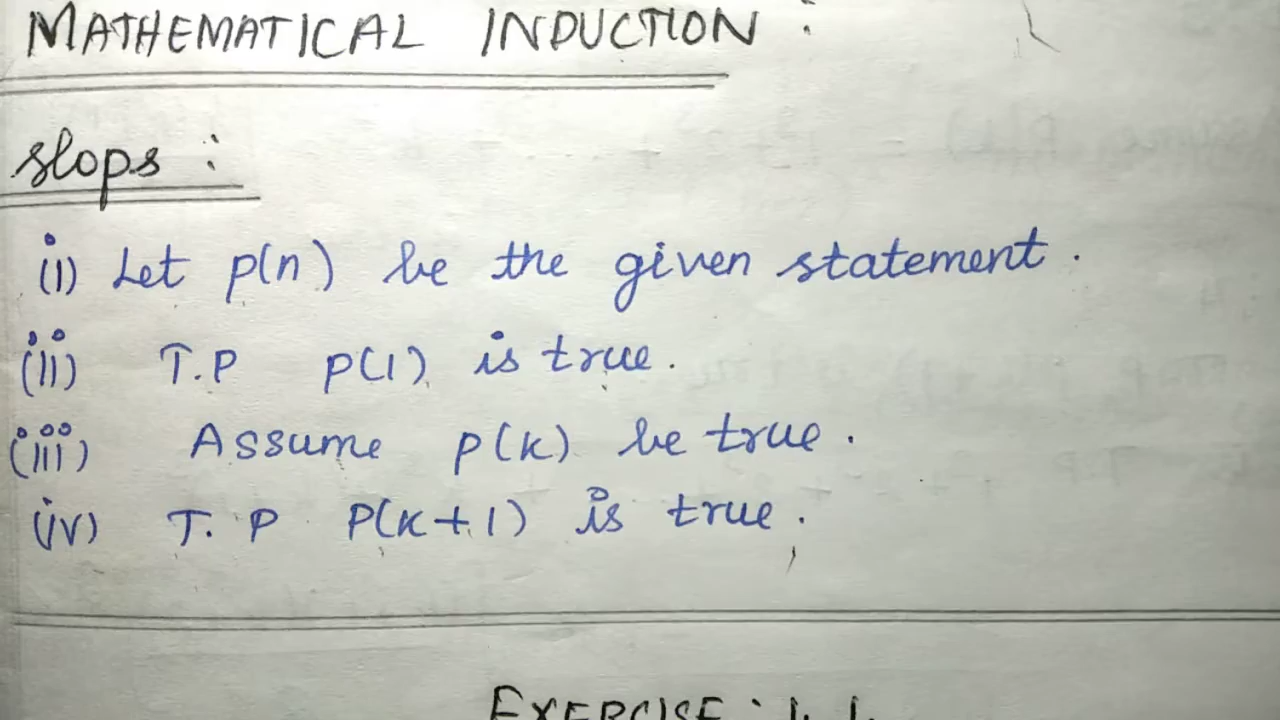 MATHEMATICAL INDUCTION :
slops :
(i) Let p(n) be the given statement.
(ii) T.P p(1) is true.
(iii) Assume p(k) be true.
(iv) T.P P(k+1) is true.
EXERCISE :